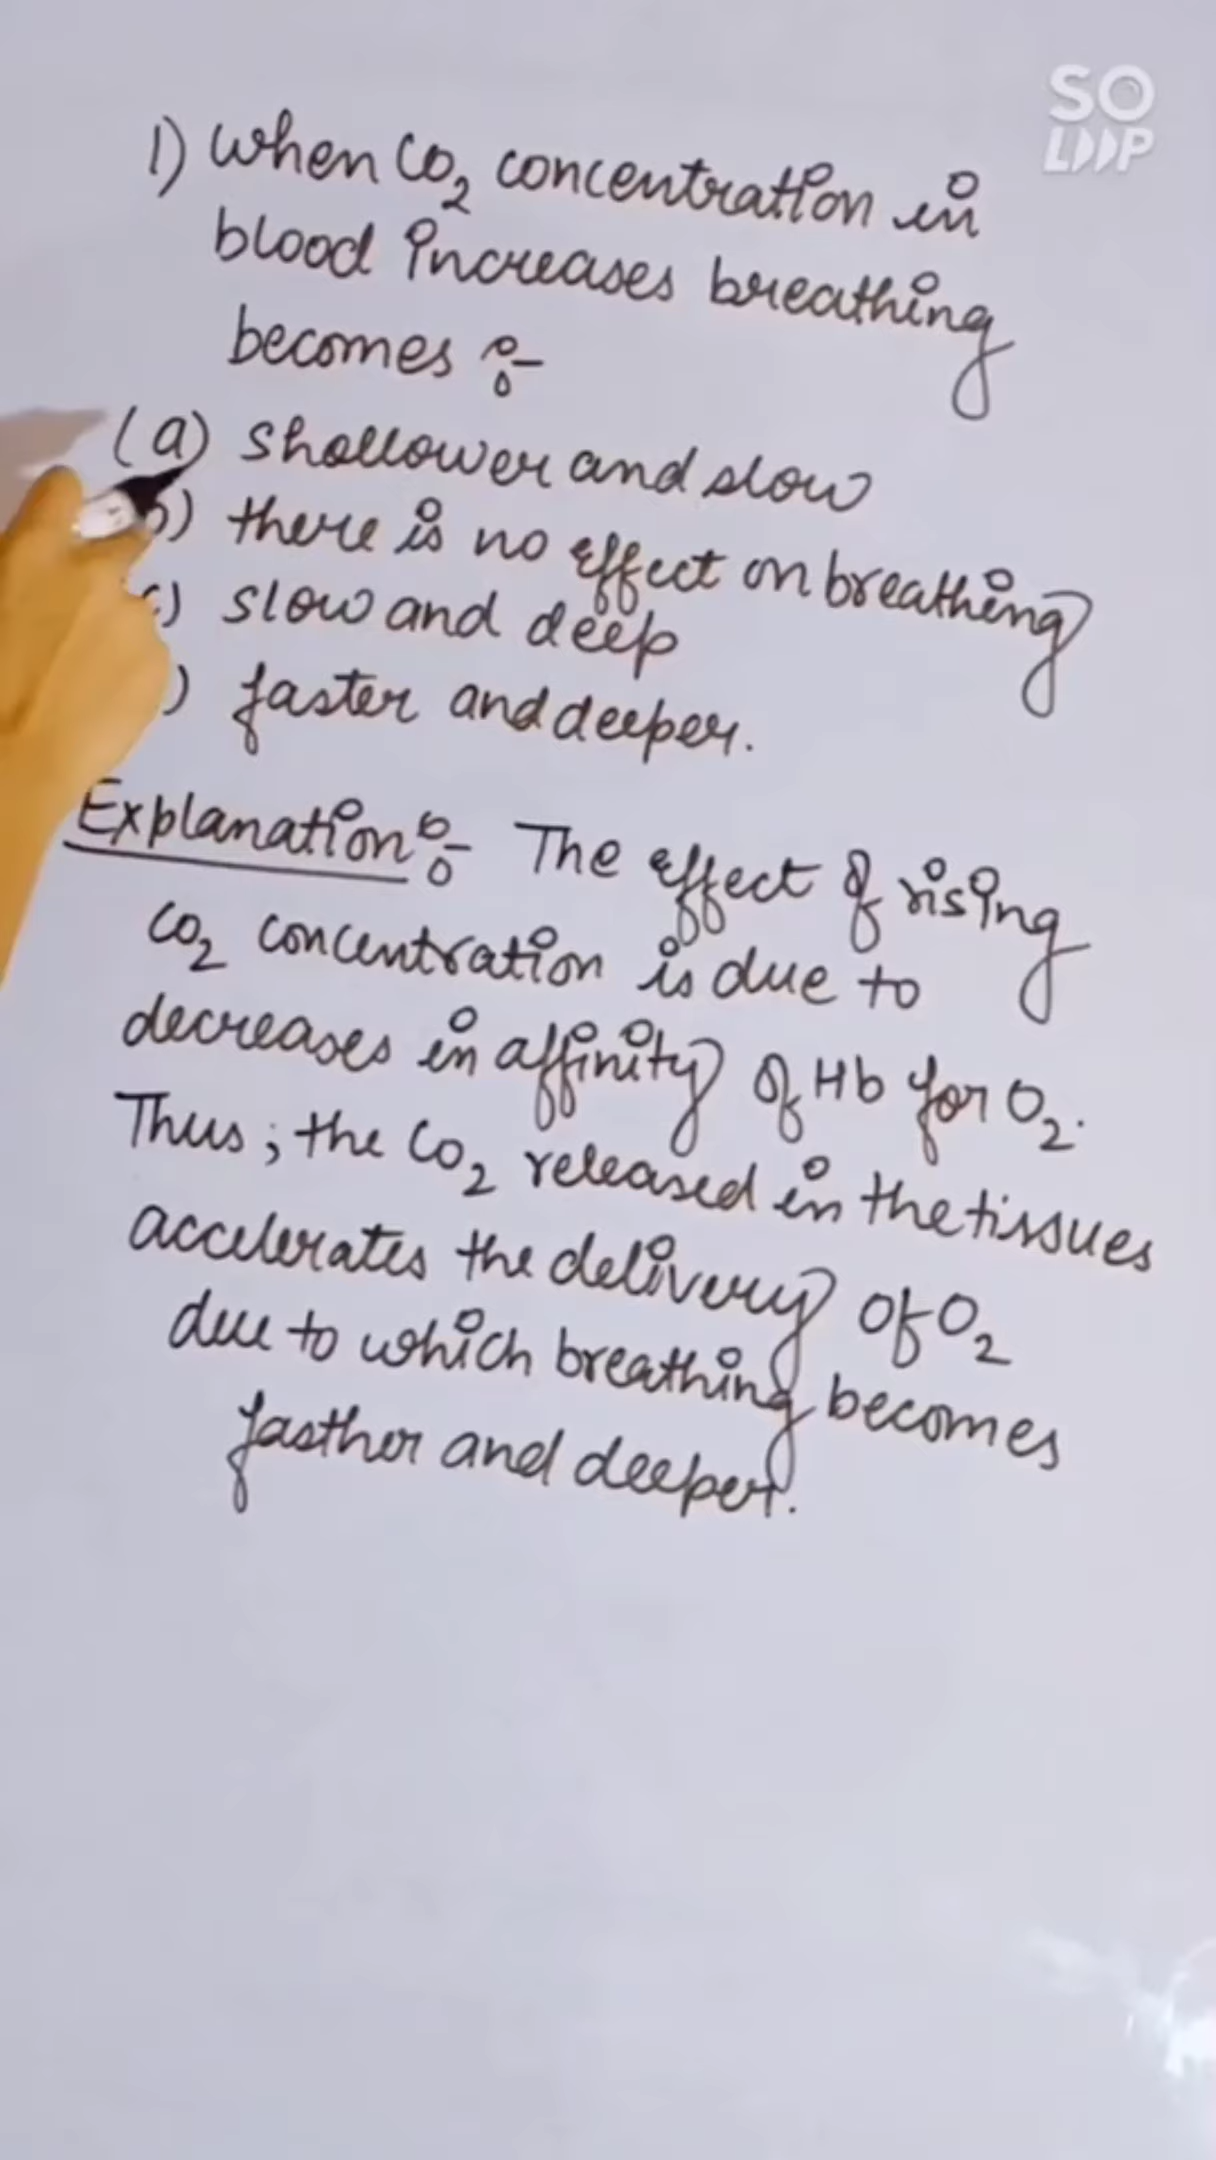 SO
LOOP
1) When CO2 concentration in
blood increases breathing
becomes :-
(a) shallower and slow
b) there is no effect on breathing
c) slow and deep
) faster and deeper.
Explanation :- The effect of rising
CO2 concentration is due to
decreases in affinity of Hb for O2.
Thus ; the CO2 released in the tissues
accelerates the delivery of O2
due to which breathing becomes
fasther and deeper.